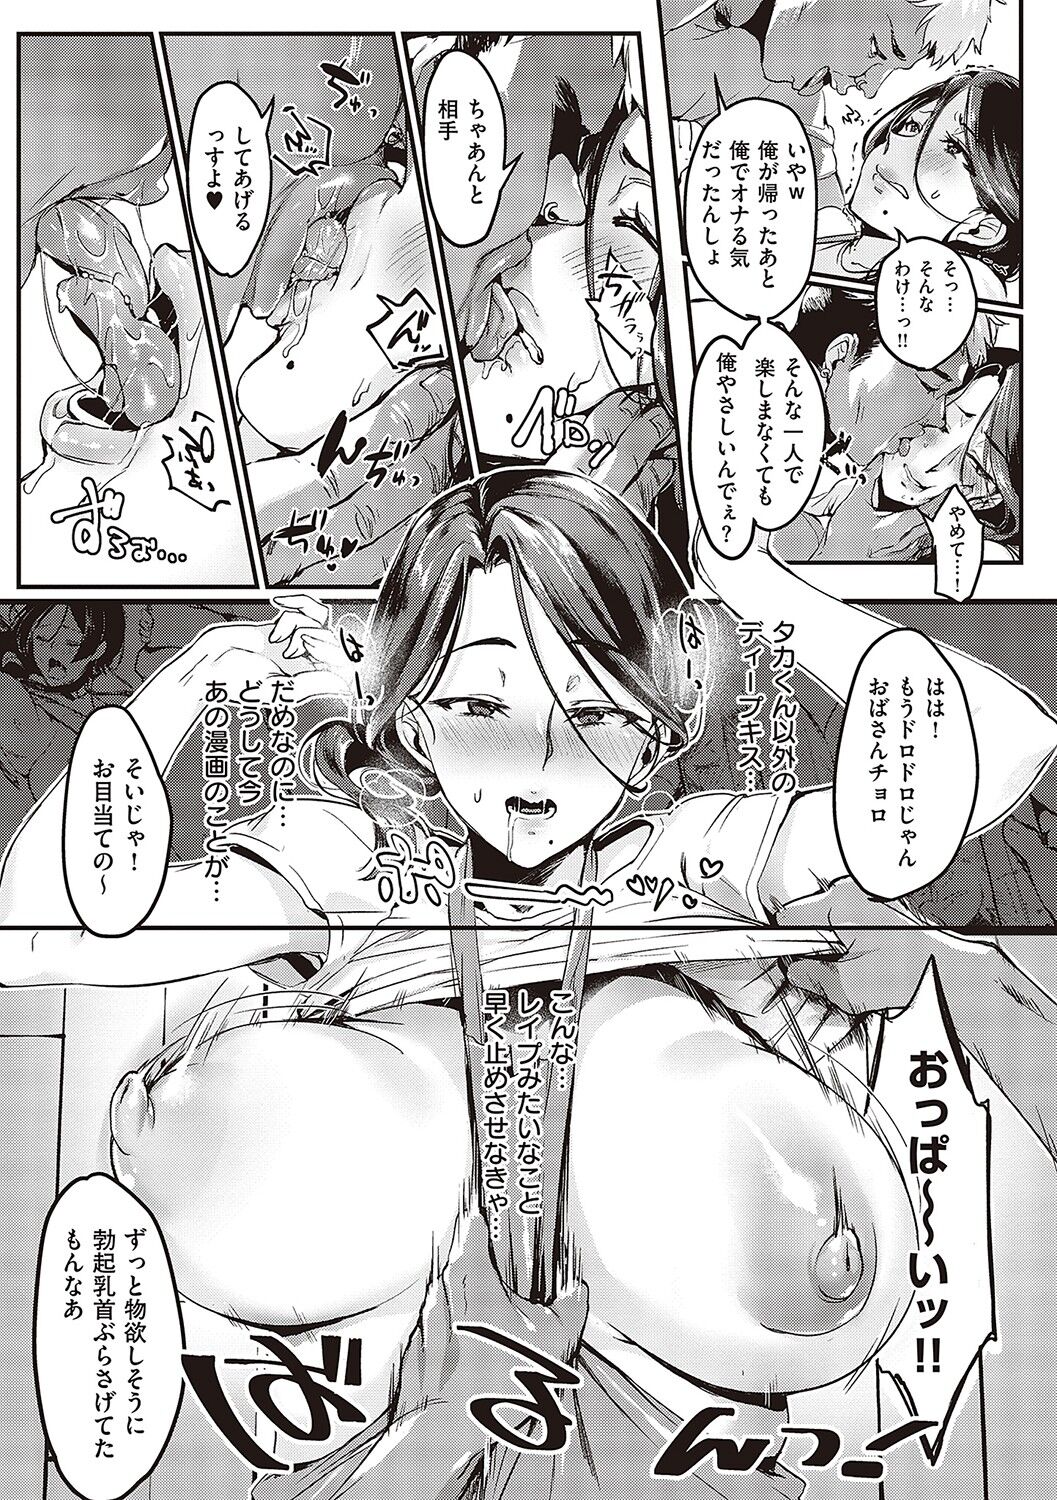 そっ…
そんな
わけ…っ!!
いやw
俺が帰ったあと
俺でオナる気
だったんしょ
やめて…!
そんな一人で
楽しまなくても
俺やさしいんでぇ?
ちゃあんと
相手
してあげる
っすよ♥
はは!
もうドロドロじゃん
おばさんチョロ
タカくん以外の
ディープキス…
だめなのに…
どうして今
あの漫画のことが…
そいじゃ!
お目当ての〜
おっぱ〜〜いッ!!
こんな…
レイプみたいなこと
早く止めさせなきゃ…
ずっと物欲しそうに
勃起乳首ぶらさげてた
もんなあ